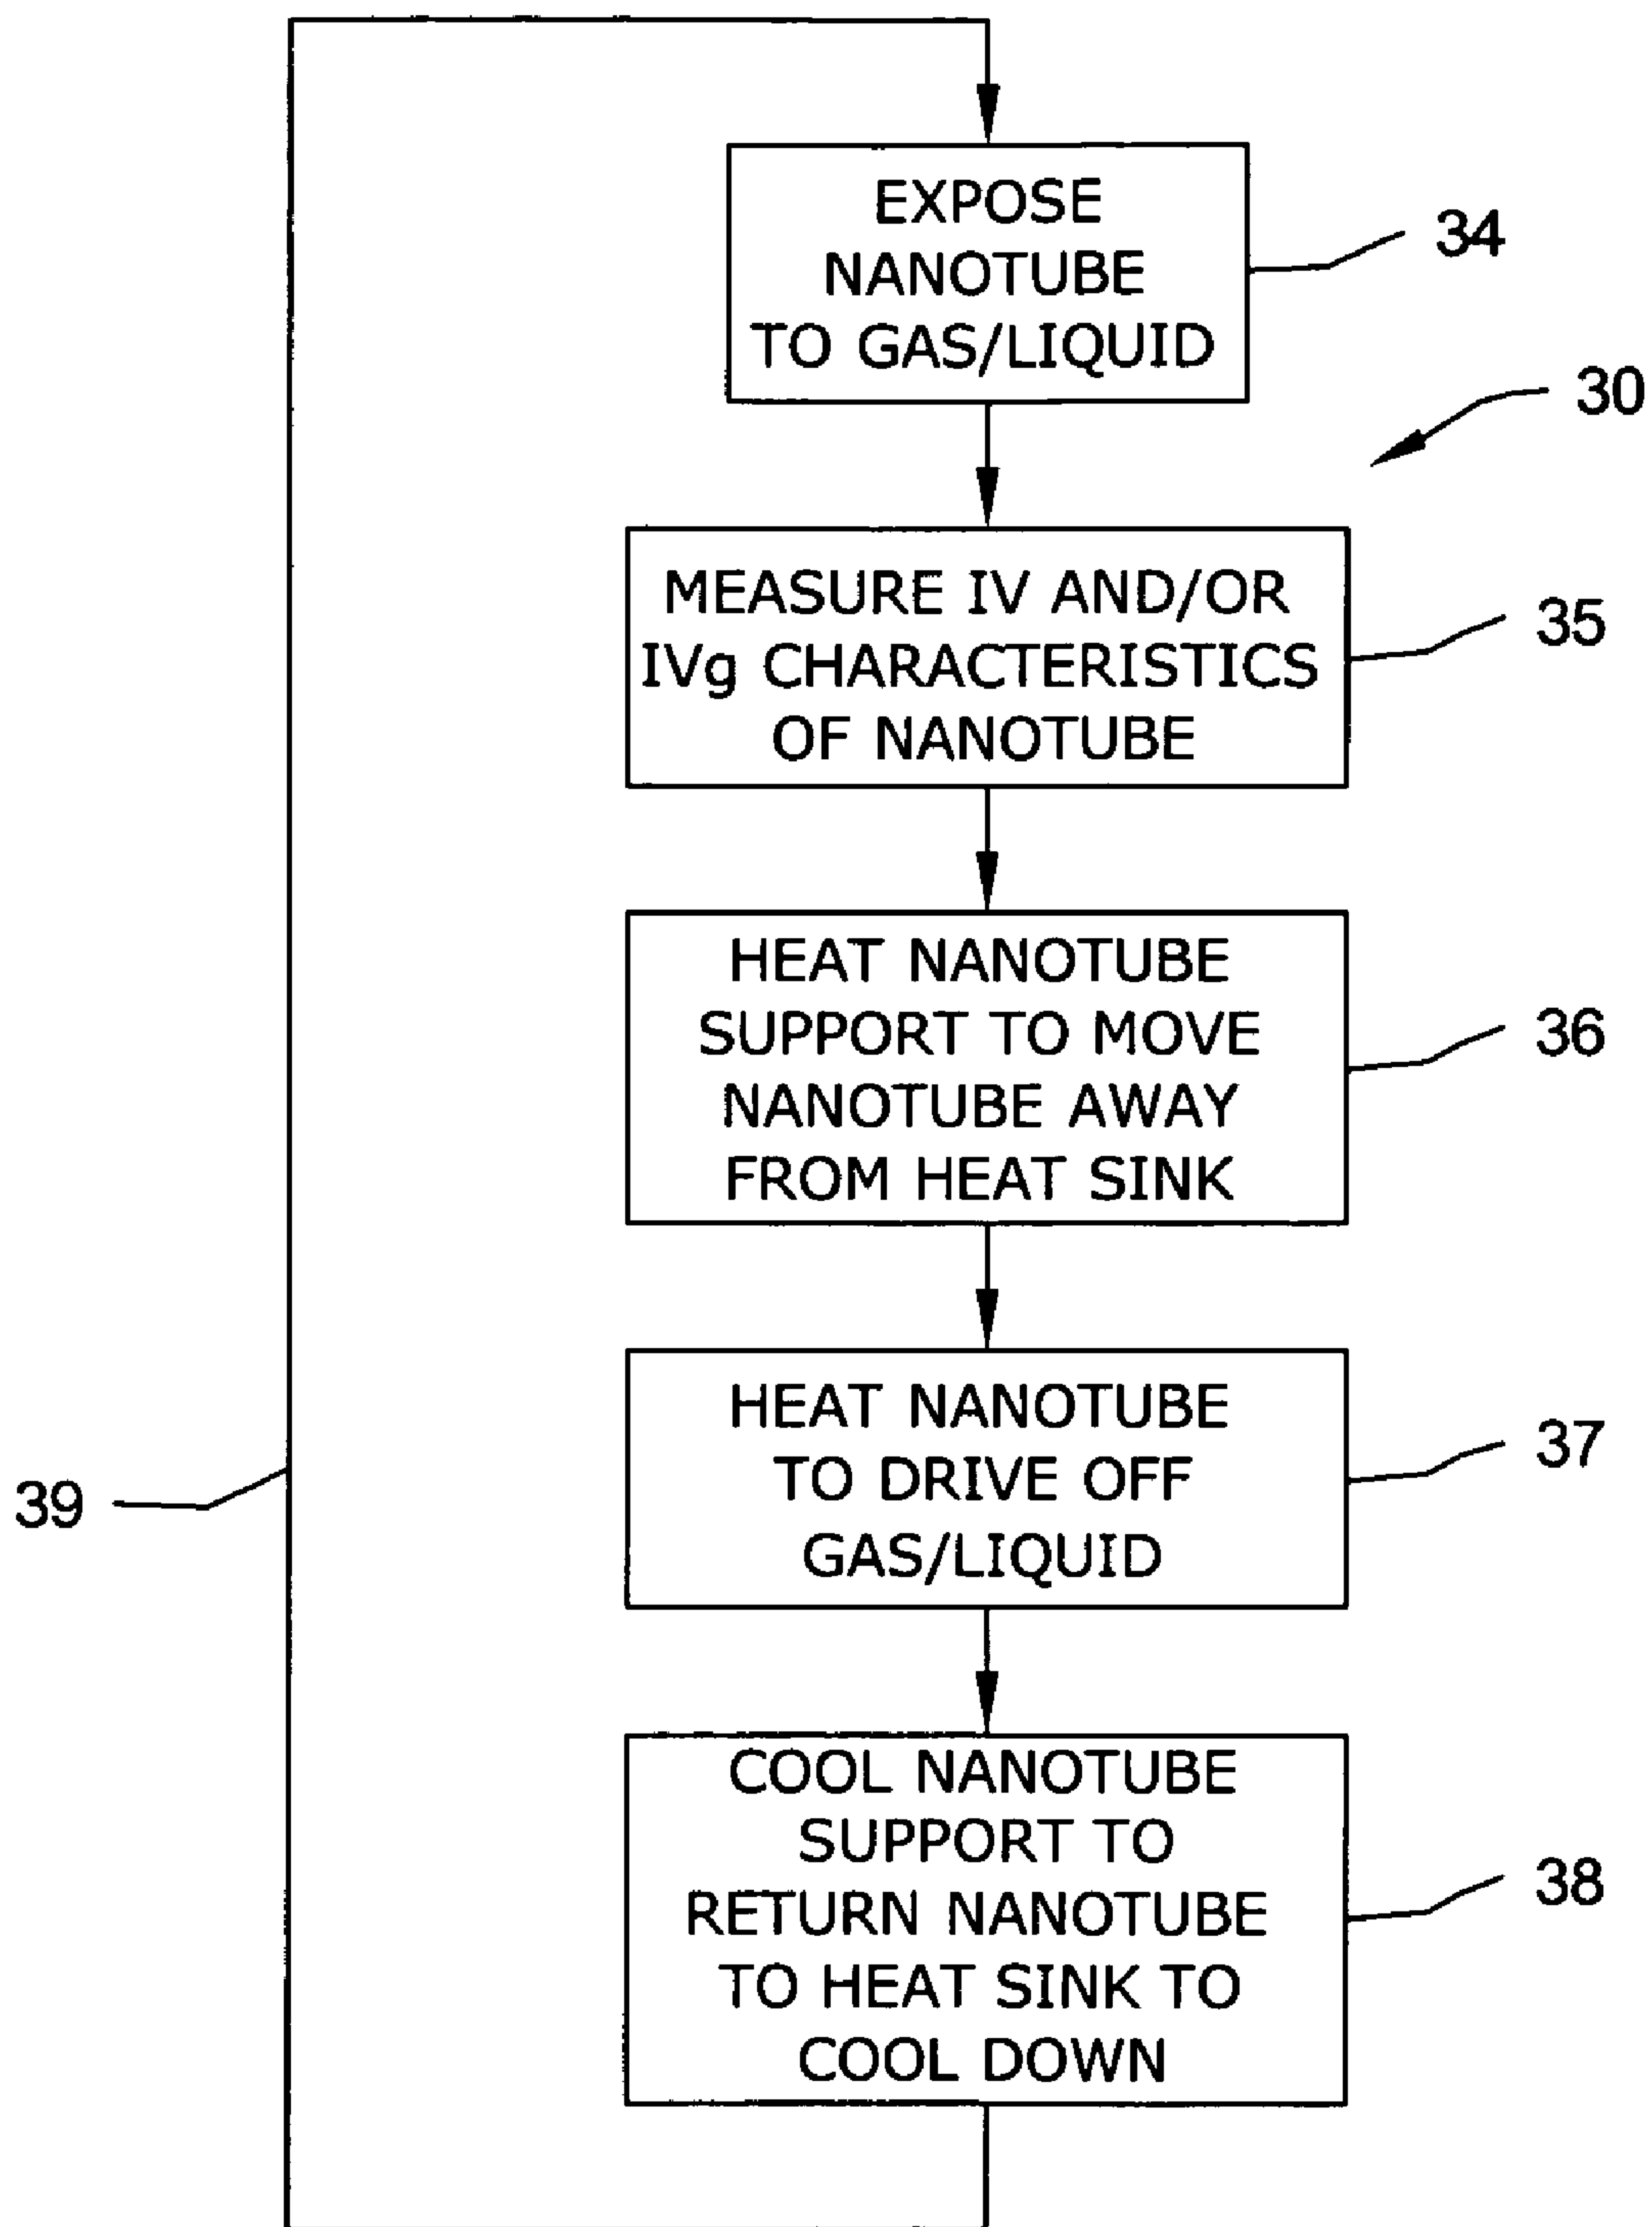 EXPOSE
NANOTUBE
TO GAS/LIQUID
34
30
MEASURE IV AND/OR
IVg CHARACTERISTICS
OF NANOTUBE
35
HEAT NANOTUBE
SUPPORT TO MOVE
NANOTUBE AWAY
FROM HEAT SINK
36
HEAT NANOTUBE
TO DRIVE OFF
GAS/LIQUID
37
39
COOL NANOTUBE
SUPPORT TO
RETURN NANOTUBE
TO HEAT SINK TO
COOL DOWN
38